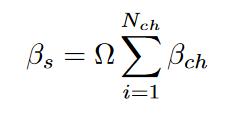 β_s = Ω ∑_{i=1}^{N_{ch}} β_{ch}